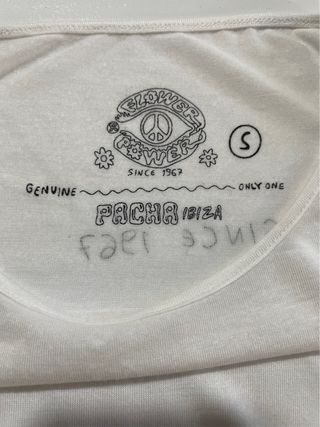 FLOWER
POWER
SINCE 1967
S
GENUINE ONLY ONE
PACHA IBIZA
SINCE 1967